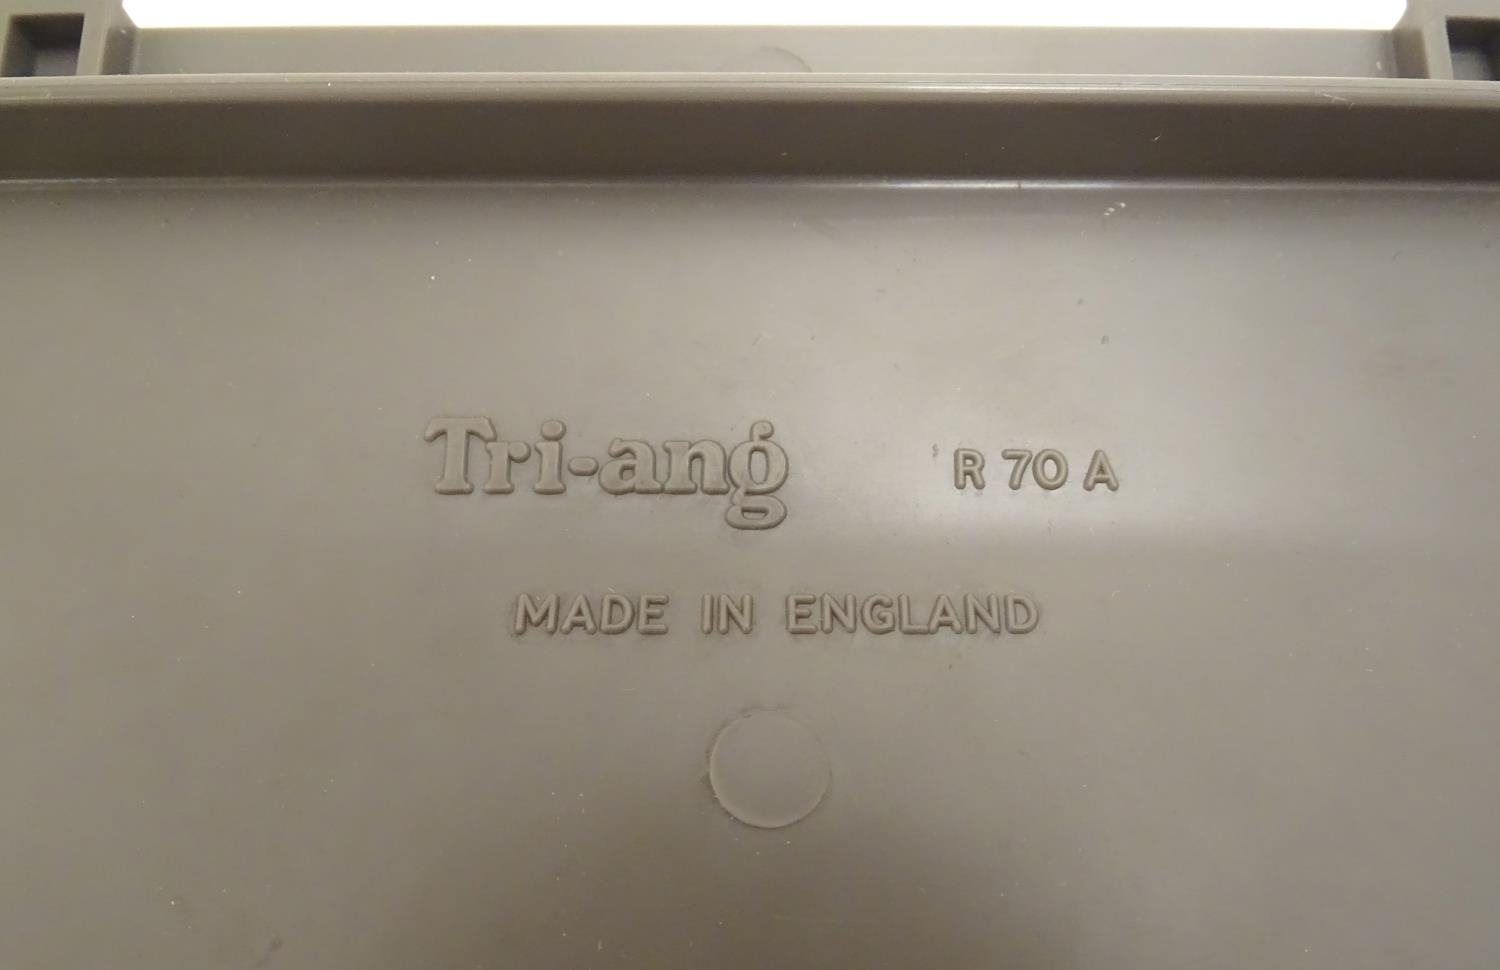 Tri-ang R 70 A
MADE IN ENGLAND